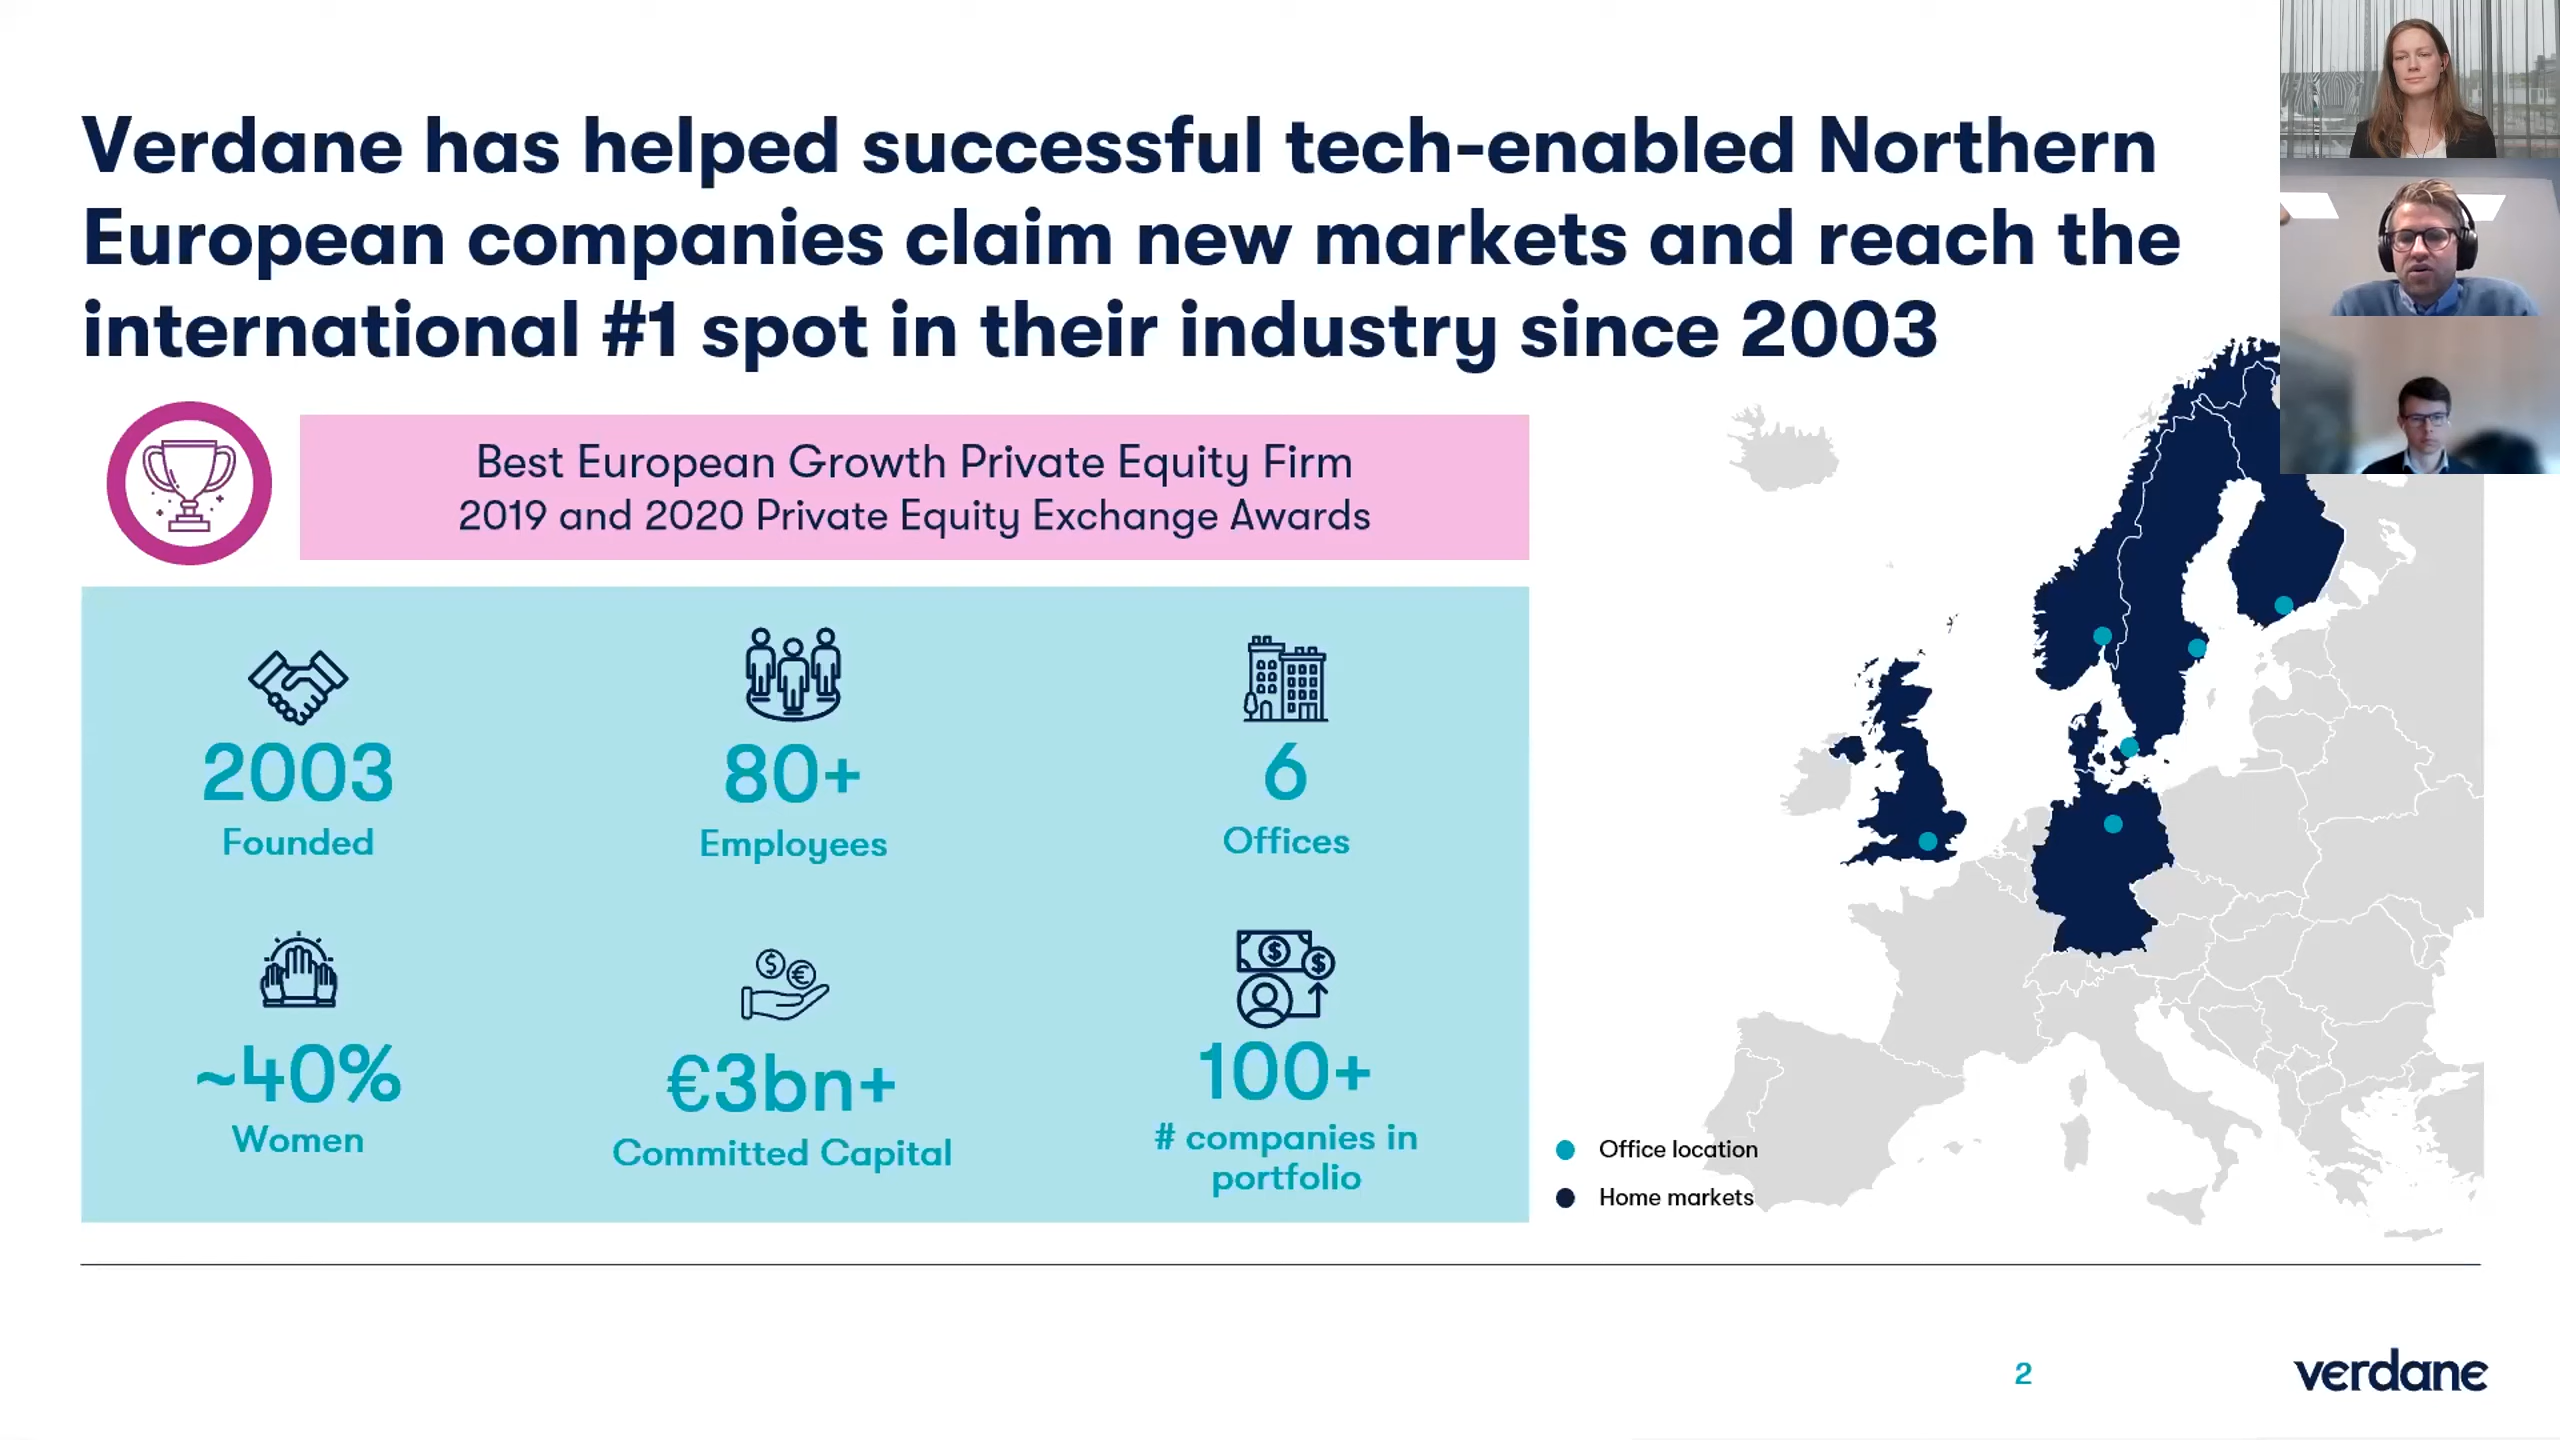 Verdane has helped successful tech-enabled Northern
European companies claim new markets and reach the
international #1 spot in their industry since 2003
Best European Growth Private Equity Firm
2019 and 2020 Private Equity Exchange Awards
2003
Founded
80+
Employees
6
Offices
~40%
Women
€3bn+
Committed Capital
100+
# companies in
portfolio
Office location
Home markets
2
verdane